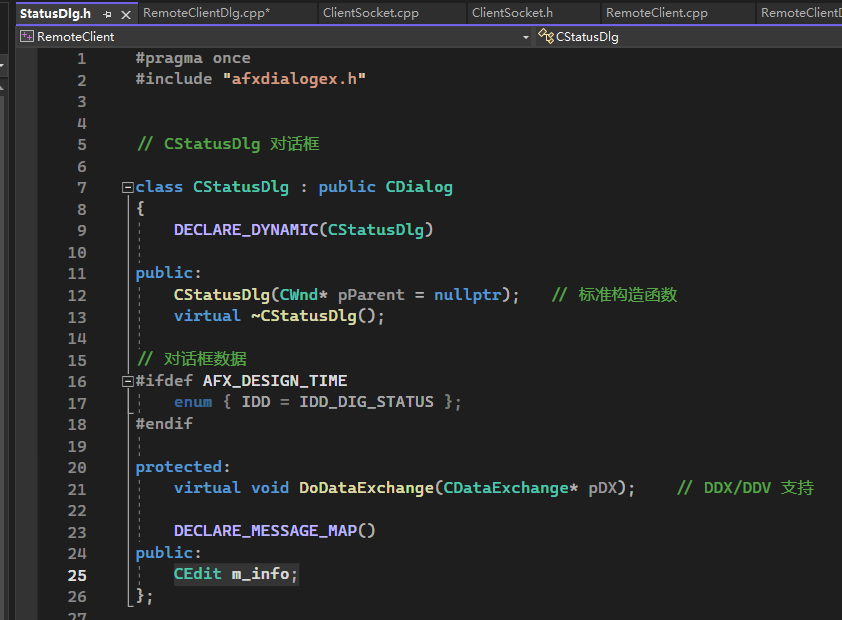 StatusDlg.h
RemoteClientDlg.cpp*
ClientSocket.cpp
ClientSocket.h
RemoteClient.cpp
RemoteClientD
RemoteClient
CStatusDlg
1 #pragma once
2 #include "afxdialogex.h"
3
4
5 // CStatusDlg 对话框
6
7 class CStatusDlg : public CDialog
8 {
9 DECLARE_DYNAMIC(CStatusDlg)
10
11 public:
12 CStatusDlg(CWnd* pParent = nullptr); // 标准构造函数
13 virtual ~CStatusDlg();
14
15 // 对话框数据
16 #ifdef AFX_DESIGN_TIME
17 enum { IDD = IDD_DIG_STATUS };
18 #endif
19
20 protected:
21 virtual void DoDataExchange(CDataExchange* pDX); // DDX/DDV 支持
22
23 DECLARE_MESSAGE_MAP()
24 public:
25 CEdit m_info;
26 };
27